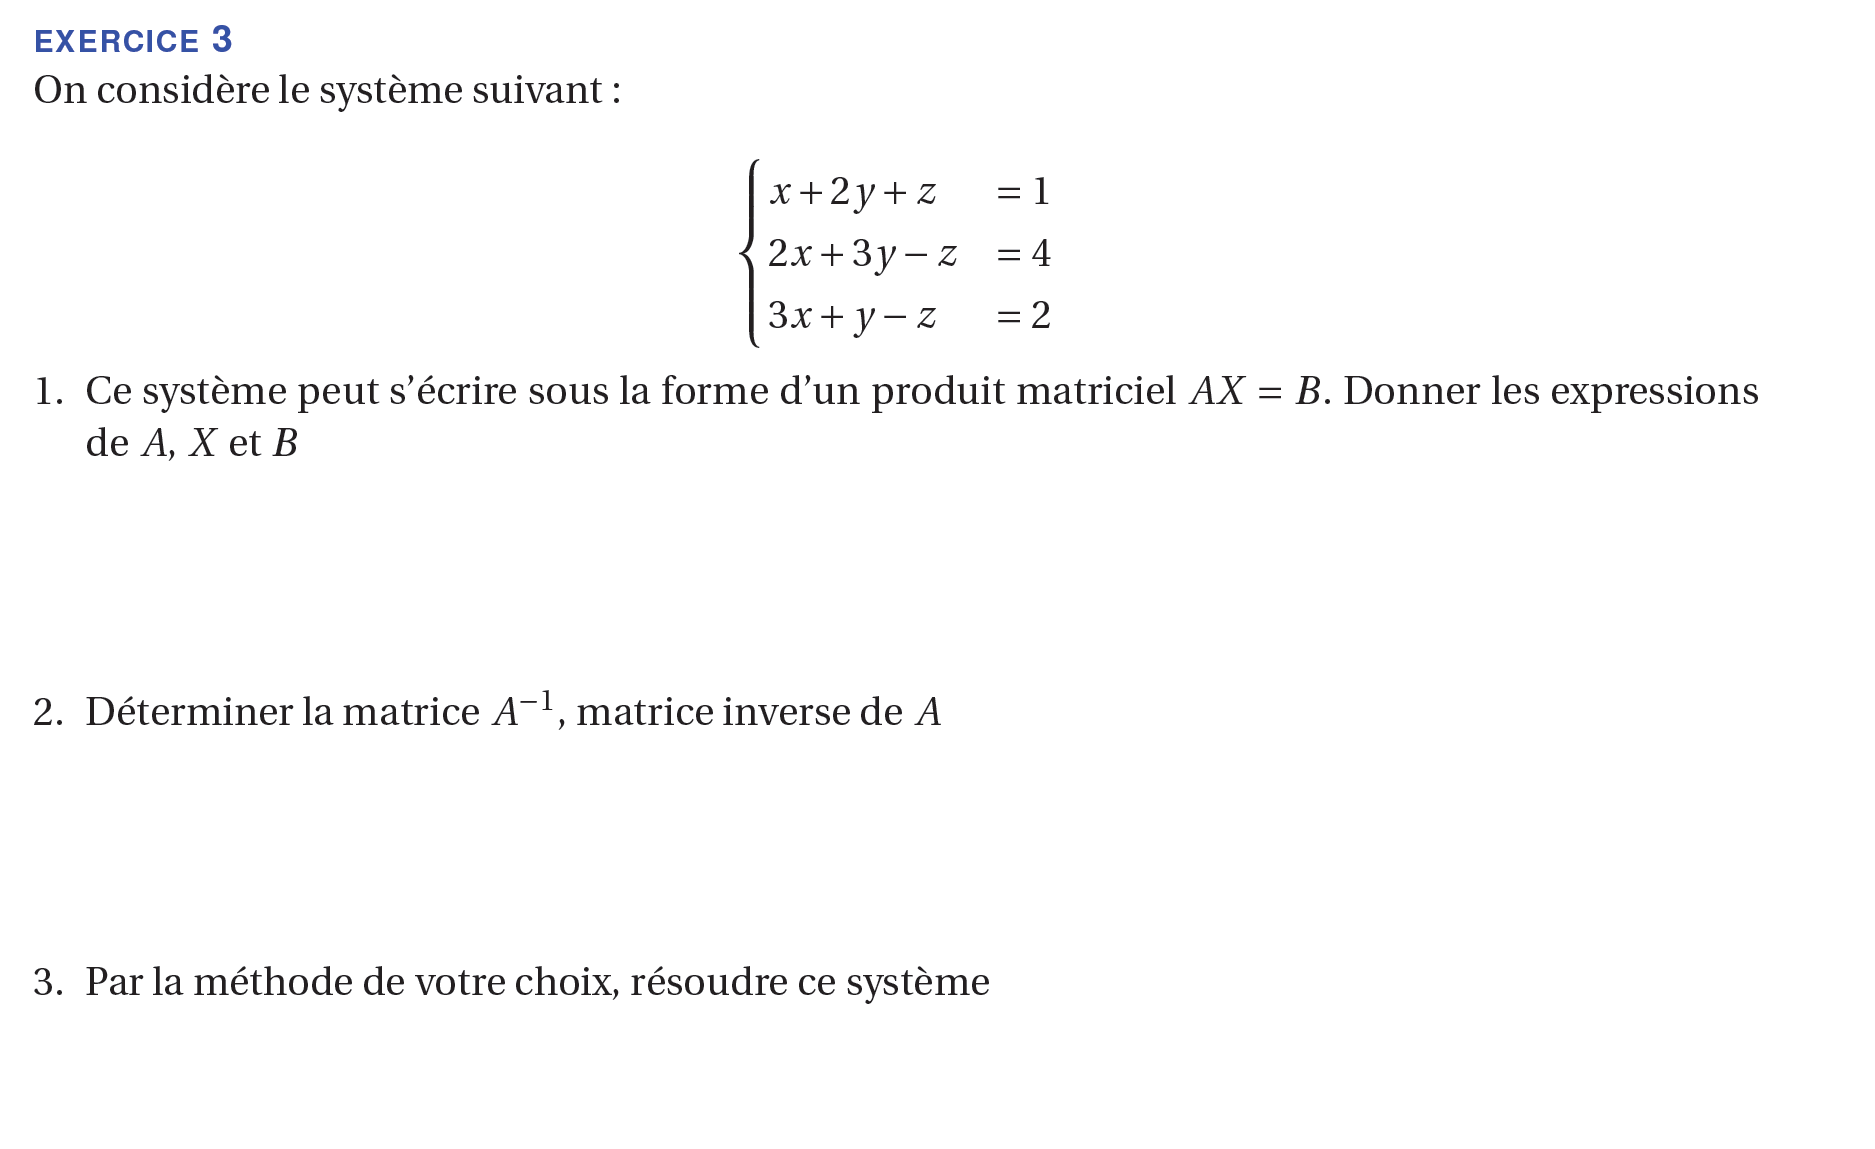 EXERCICE 3
On considère le système suivant :
x + 2y + z = 1
2x + 3y − z = 4
3x + y − z = 2
1. Ce système peut s’écrire sous la forme d’un produit matriciel AX = B. Donner les expressions
de A, X et B
2. Déterminer la matrice A⁻¹, matrice inverse de A
3. Par la méthode de votre choix, résoudre ce système